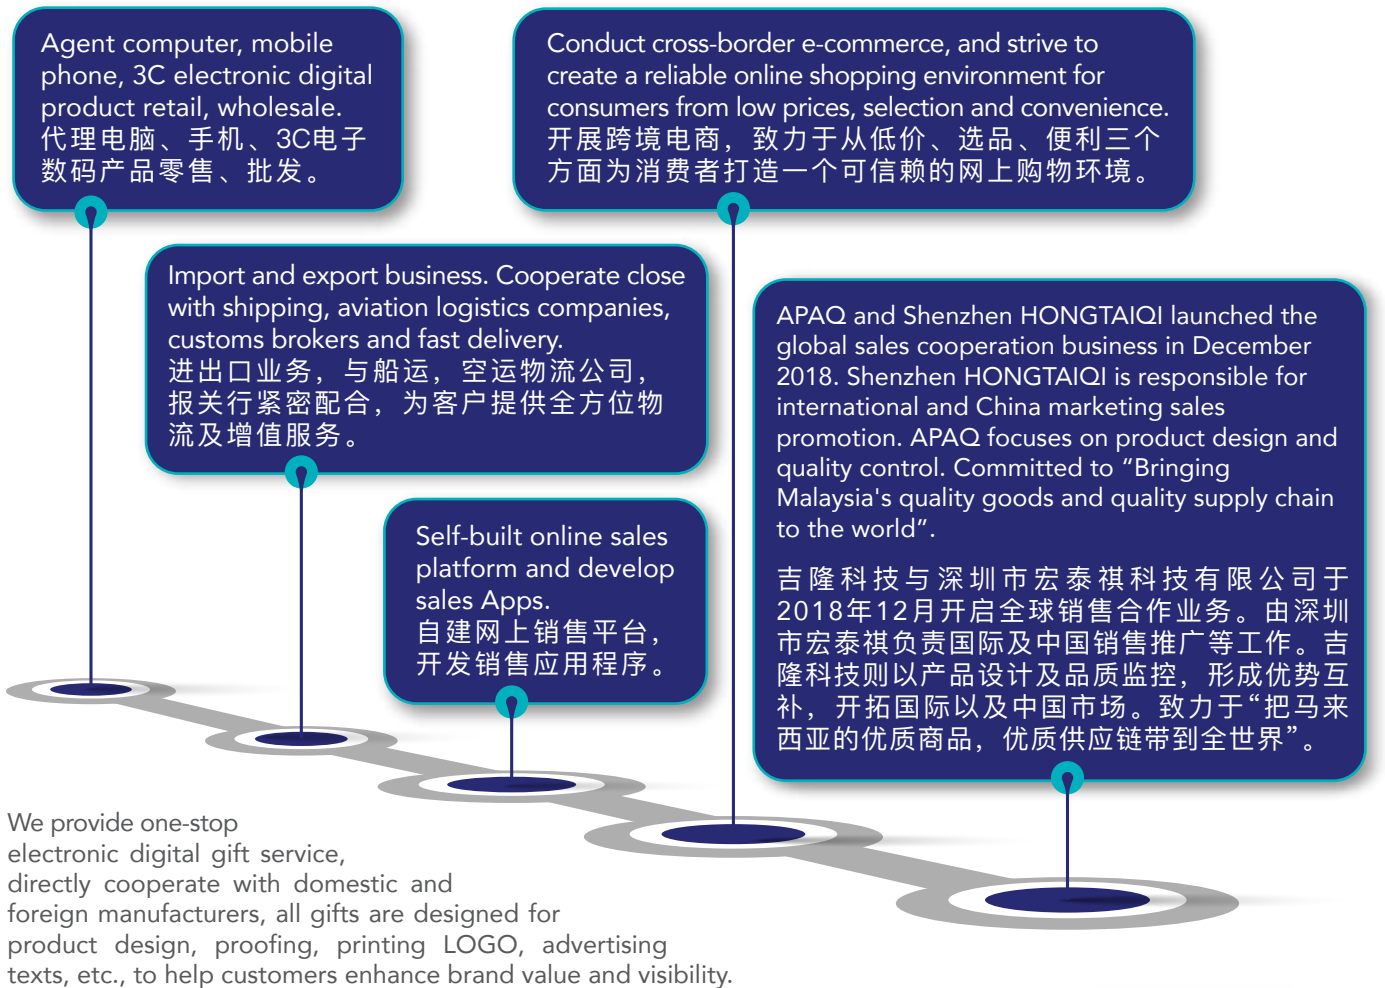 Agent computer, mobile
phone, 3C electronic digital
product retail, wholesale.
代理电脑、手机、3C电子
数码产品零售、批发。
Conduct cross-border e-commerce, and strive to
create a reliable online shopping environment for
consumers from low prices, selection and convenience.
开展跨境电商，致力于从低价、选品、便利三个
方面为消费者打造一个可信赖的网上购物环境。
Import and export business. Cooperate close
with shipping, aviation logistics companies,
customs brokers and fast delivery.
进出口业务，与船运，空运物流公司，
报关行紧密配合，为客户提供全方位物
流及增值服务。
APAQ and Shenzhen HONGTAIQI launched the
global sales cooperation business in December
2018. Shenzhen HONGTAIQI is responsible for
international and China marketing sales
promotion. APAQ focuses on product design and
quality control. Committed to “Bringing
Malaysia's quality goods and quality supply chain
to the world”.
吉隆科技与深圳市宏泰祺科技有限公司于
2018年12月开启全球销售合作业务。由深圳
市宏泰祺负责国际及中国销售推广等工作。吉
隆科技则以产品设计及品质监控，形成优势互
补，开拓国际以及中国市场。致力于“把马来
西亚的优质商品，优质供应链带到全世界”。
Self-built online sales
platform and develop
sales Apps.
自建网上销售平台，
开发销售应用程序。
We provide one-stop
electronic digital gift service,
directly cooperate with domestic and
foreign manufacturers, all gifts are designed for
product design, proofing, printing LOGO, advertising
texts, etc., to help customers enhance brand value and visibility.